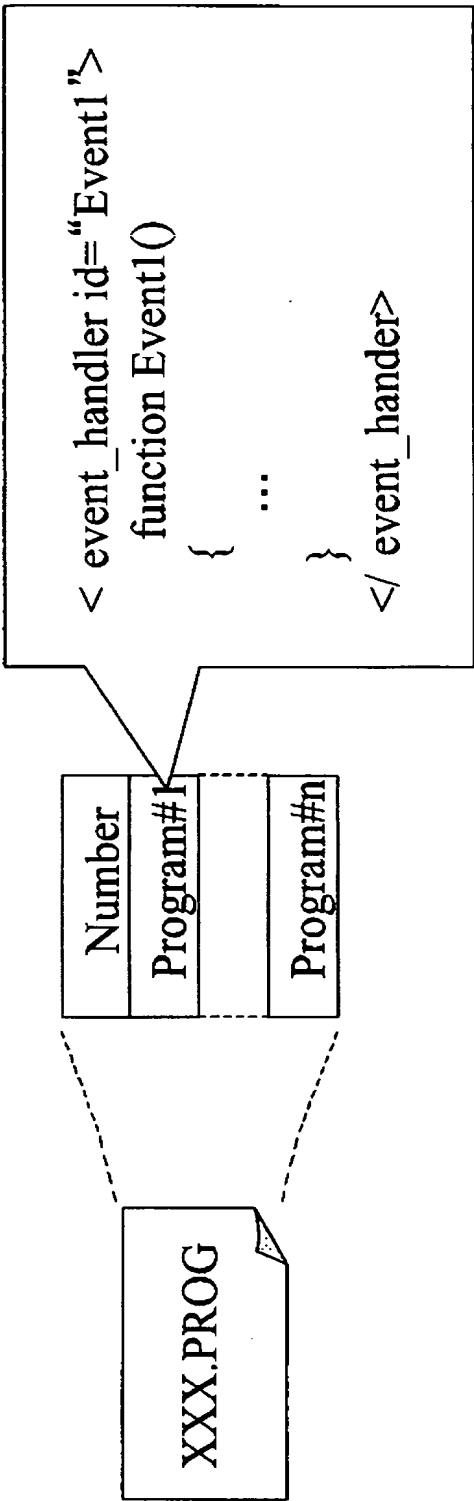 XXX.PROG
Number
Program#1
Program#n
< event_handler id=“Event1”>
function Event1()
{
...
}
</ event_hander>